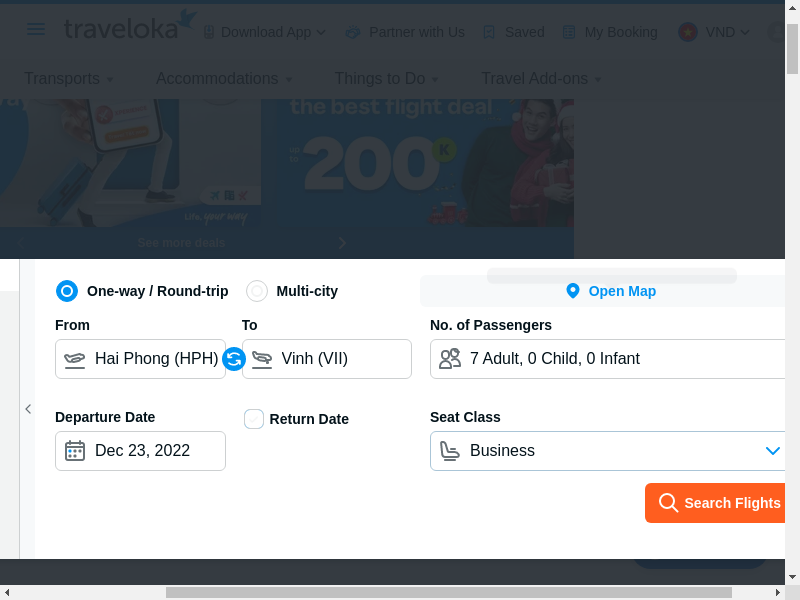 traveloka
Download App
Partner with Us
Saved
My Booking
VND
Transports
Accommodations
Things to Do
Travel Add-ons
the best flight deal
up to
200K
Life, your way
See more deals
One-way / Round-trip
Multi-city
Open Map
From
To
No. of Passengers
Hai Phong (HPH)
Vinh (VII)
7 Adult, 0 Child, 0 Infant
Departure Date
Return Date
Seat Class
Dec 23, 2022
Business
Search Flights